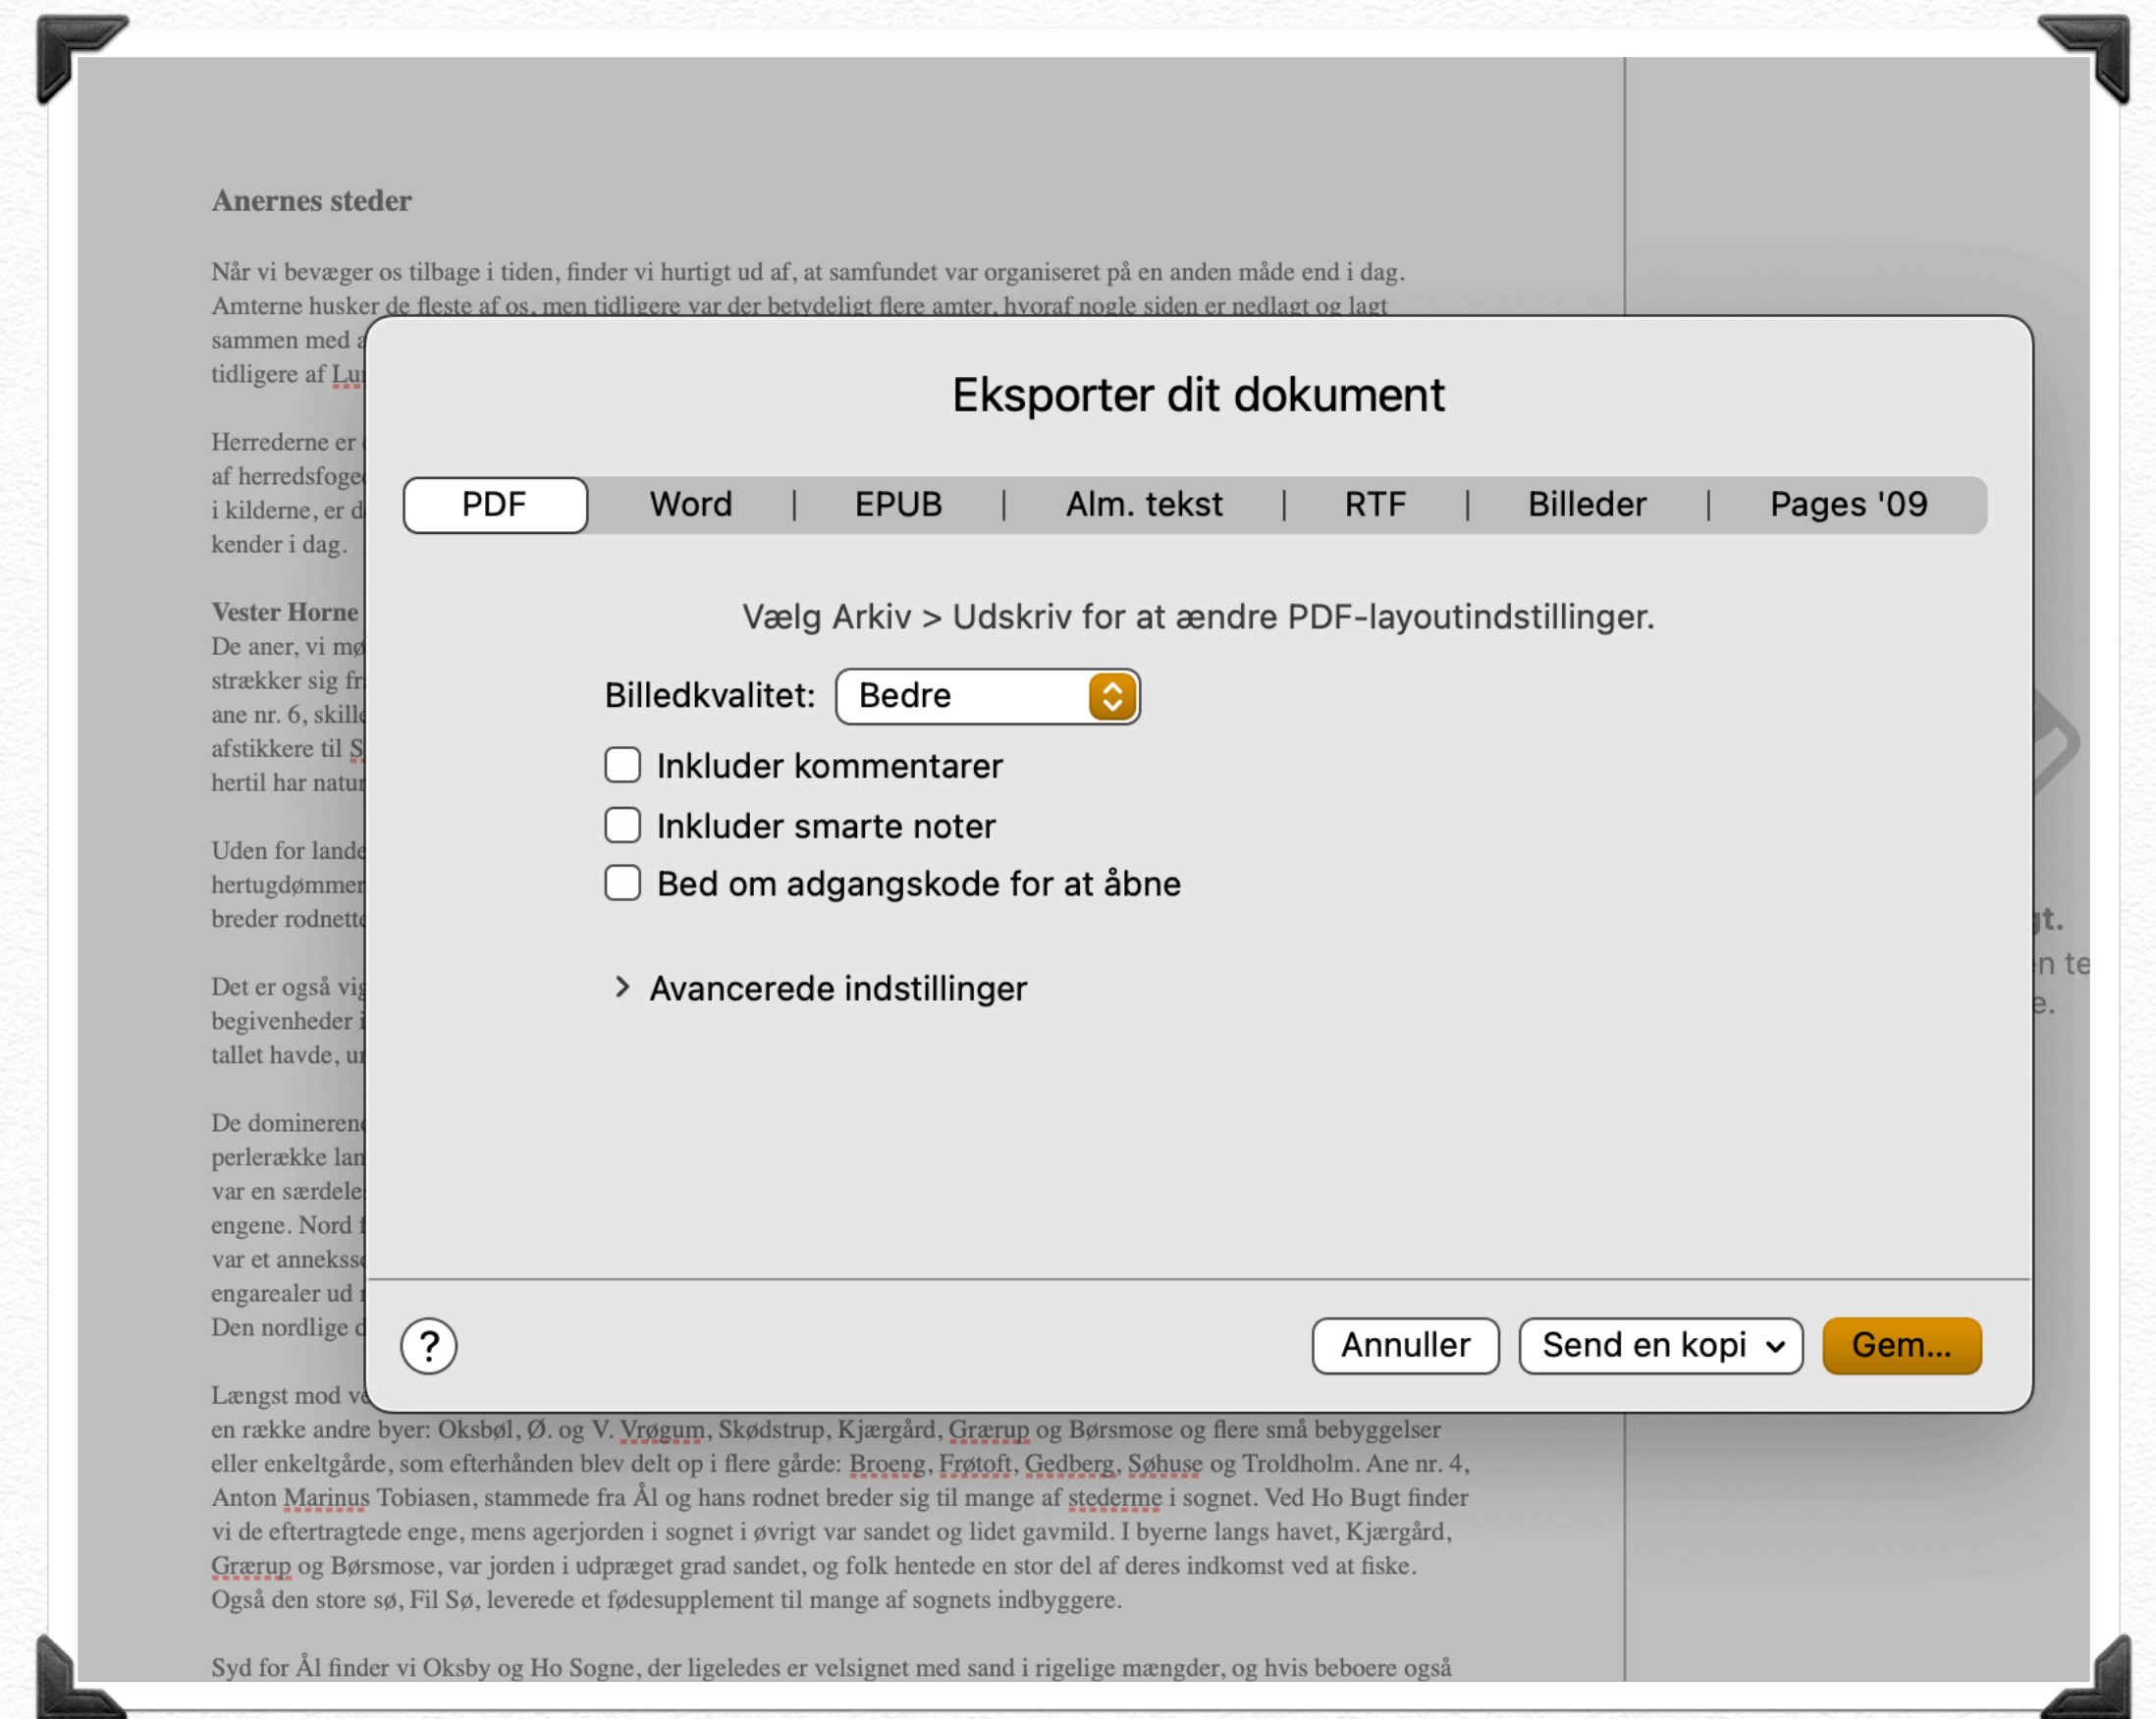 Anernes steder
Når vi bevæger os tilbage i tiden, finder vi hurtigt ud af, at samfundet var organiseret på en anden måde end i dag.
Amterne husker de fleste af os, men tidligere var der betydeligt flere amter, hvoraf nogle siden er nedlagt og lagt
sammen med
tidligere af
Herrederne er
af herredsfoged
i kilderne, er
kender i dag.
Vester Horne
De aner, vi
strækker sig
ane nr. 6,
afstikkere til
hertil har
Uden for
hertugdømmer
breder
Det er også
begivenheder
tallet havde,
De
perlerække
var en
engene. Nord
var et
engarealer ud
Den nordlige
Længst mod
en række andre byer: Oksbøl, Ø. og V. Vrøgum, Skødstrup, Kjærgård, Grærup og Børsmose og flere små bebyggelser
eller enkeltgårde, som efterhånden blev delt op i flere gårde: Broeng, Frøtoft, Gedberg, Søhuse og Troldholm. Ane nr. 4,
Anton Marinus Tobiasen, stammede fra Ål og hans rodnet breder sig til mange af stederme i sognet. Ved Ho Bugt finder
vi de eftertragtede enge, mens agerjorden i sognet i øvrigt var sandet og lidet gavmild. I byerne langs havet, Kjærgård,
Grærup og Børsmose, var jorden i udpræget grad sandet, og folk hentede en stor del af deres indkomst ved at fiske.
Også den store sø, Fil Sø, leverede et fødesupplement til mange af sognets indbyggere.
Syd for Ål finder vi Oksby og Ho Sogne, der ligeledes er velsignet med sand i rigelige mængder, og hvis beboere også
Eksporter dit dokument
PDF | Word | EPUB | Alm. tekst | RTF | Billeder | Pages '09
Vælg Arkiv > Udskriv for at ændre PDF-layoutindstillinger.
Billedkvalitet: Bedre
Inkluder kommentarer
Inkluder smarte noter
Bed om adgangskode for at åbne
> Avancerede indstillinger
? Annuller Send en kopi Gem...